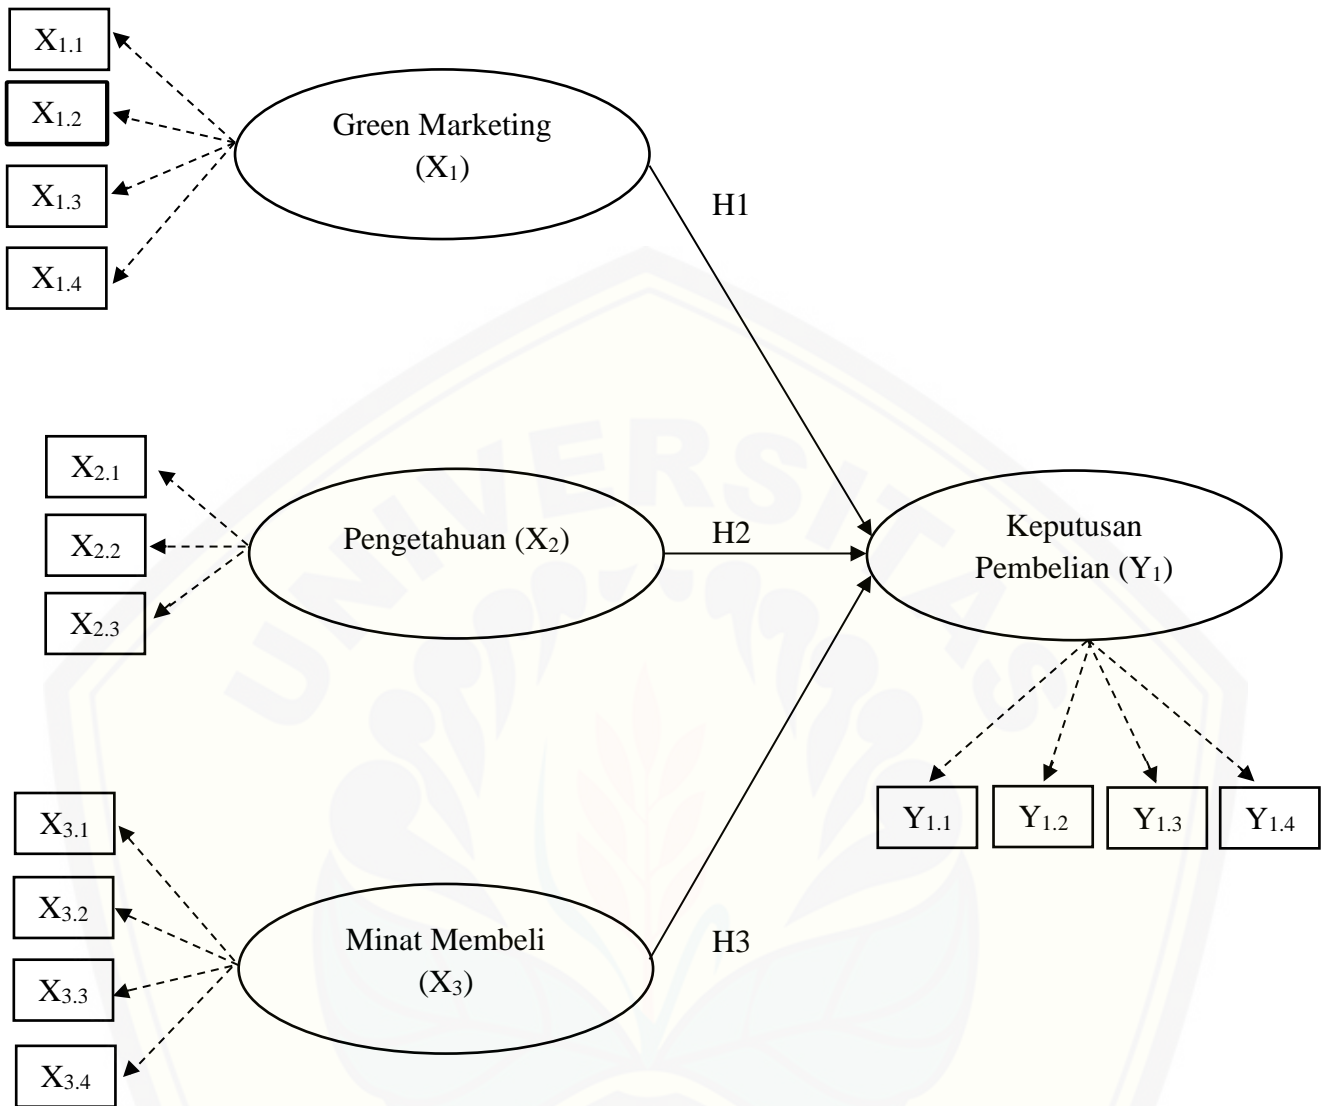 X1.1
X1.2
X1.3
X1.4
Green Marketing
(X1)
H1
X2.1
X2.2
X2.3
Pengetahuan (X2)
H2
Keputusan
Pembelian (Y1)
Y1.1
Y1.2
Y1.3
Y1.4
X3.1
X3.2
X3.3
X3.4
Minat Membeli
(X3)
H3
UNIVERSITAS